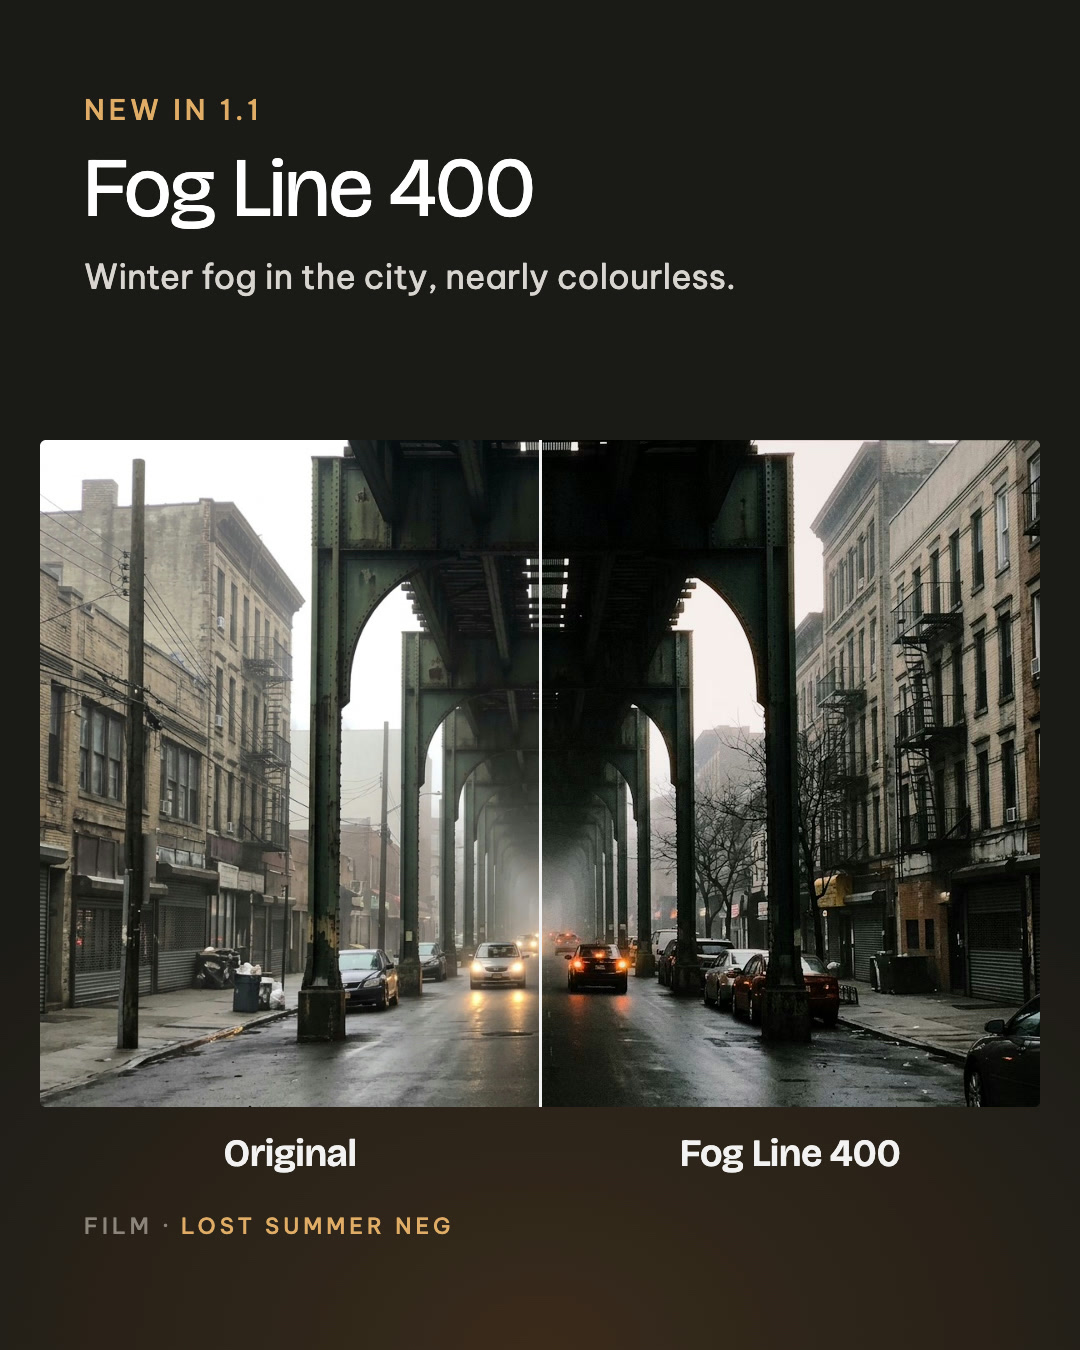 NEW IN 1.1
Fog Line 400
Winter fog in the city, nearly colourless.
Original
Fog Line 400
FILM · LOST SUMMER NEG